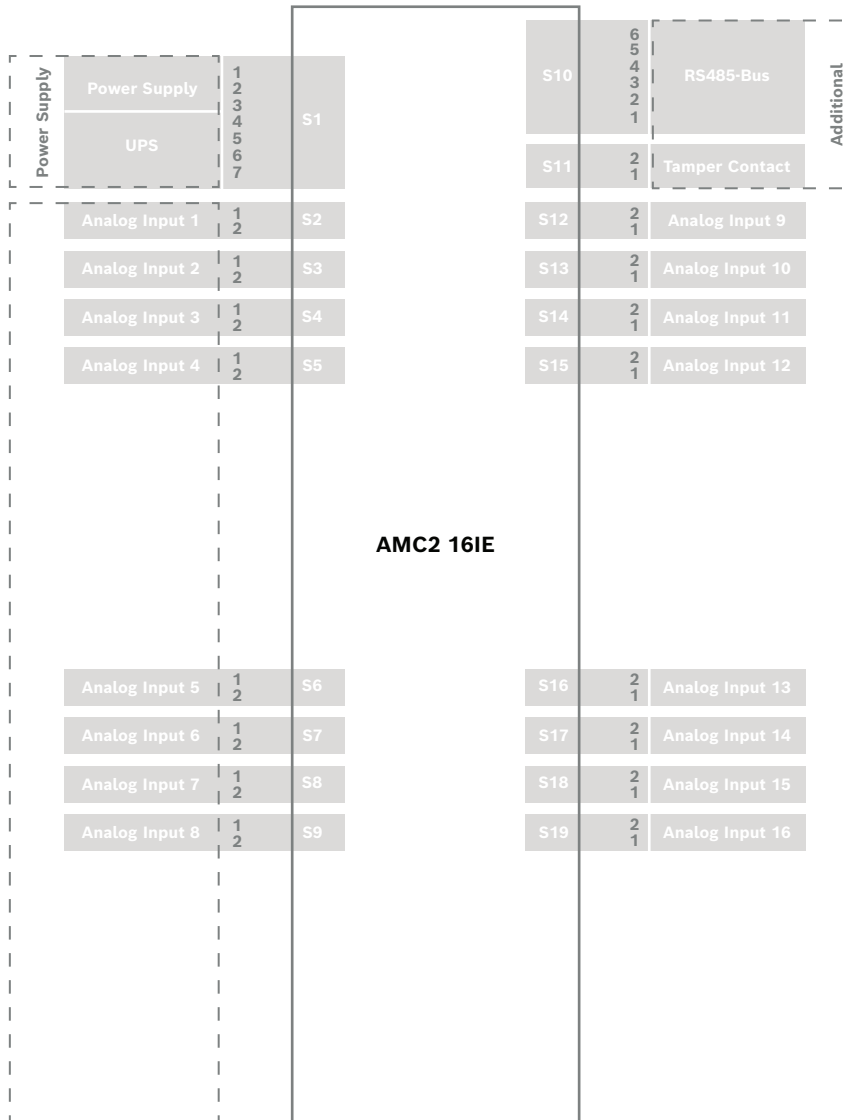 Power Supply
Power Supply
UPS
1
2
3
4
5
6
7
S1
Analog Input 1
1
2
S2
Analog Input 2
1
2
S3
Analog Input 3
1
2
S4
Analog Input 4
1
2
S5
S10
6
5
4
3
2
1
RS485-Bus
Additional
S11
2
1
Tamper Contact
S12
2
1
Analog Input 9
S13
2
1
Analog Input 10
S14
2
1
Analog Input 11
S15
2
1
Analog Input 12
AMC2 16IE
Analog Input 5
1
2
S6
Analog Input 6
1
2
S7
Analog Input 7
1
2
S8
Analog Input 8
1
2
S9
S16
2
1
Analog Input 13
S17
2
1
Analog Input 14
S18
2
1
Analog Input 15
S19
2
1
Analog Input 16